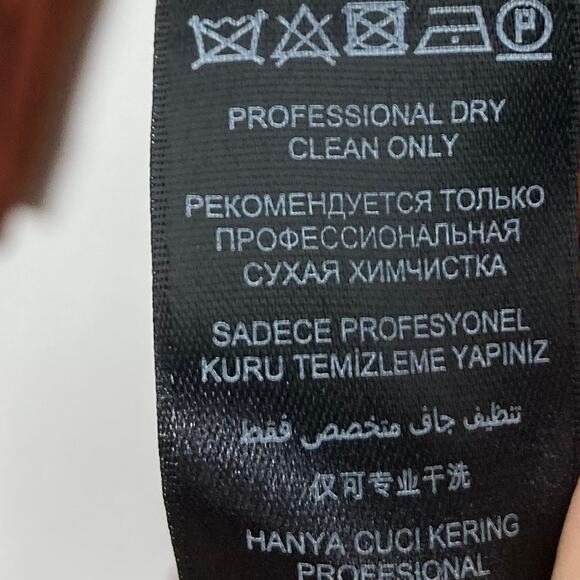 PROFESSIONAL DRY
CLEAN ONLY
РЕКОМЕНДУЕТСЯ ТОЛЬКО
ПРОФЕССИОНАЛЬНАЯ
СУХАЯ ХИМЧИСТКА
SADECE PROFESYONEL
KURU TEMİZLEME YAPINIZ
تنظيف جاف متخصص فقط
仅可专业干洗
HANYA CUCI KERING
PROFESIONAL